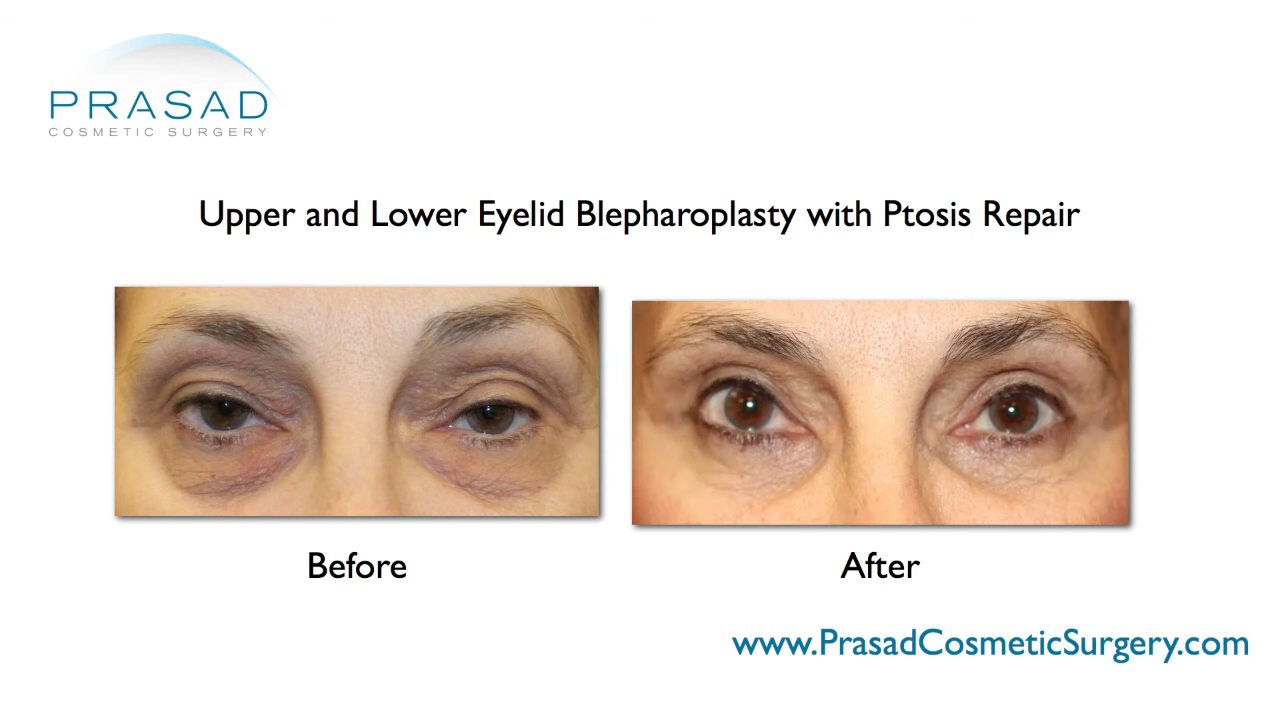 PRASAD
COSMETIC SURGERY
Upper and Lower Eyelid Blepharoplasty with Ptosis Repair
Before
After
www.PrasadCosmeticSurgery.com